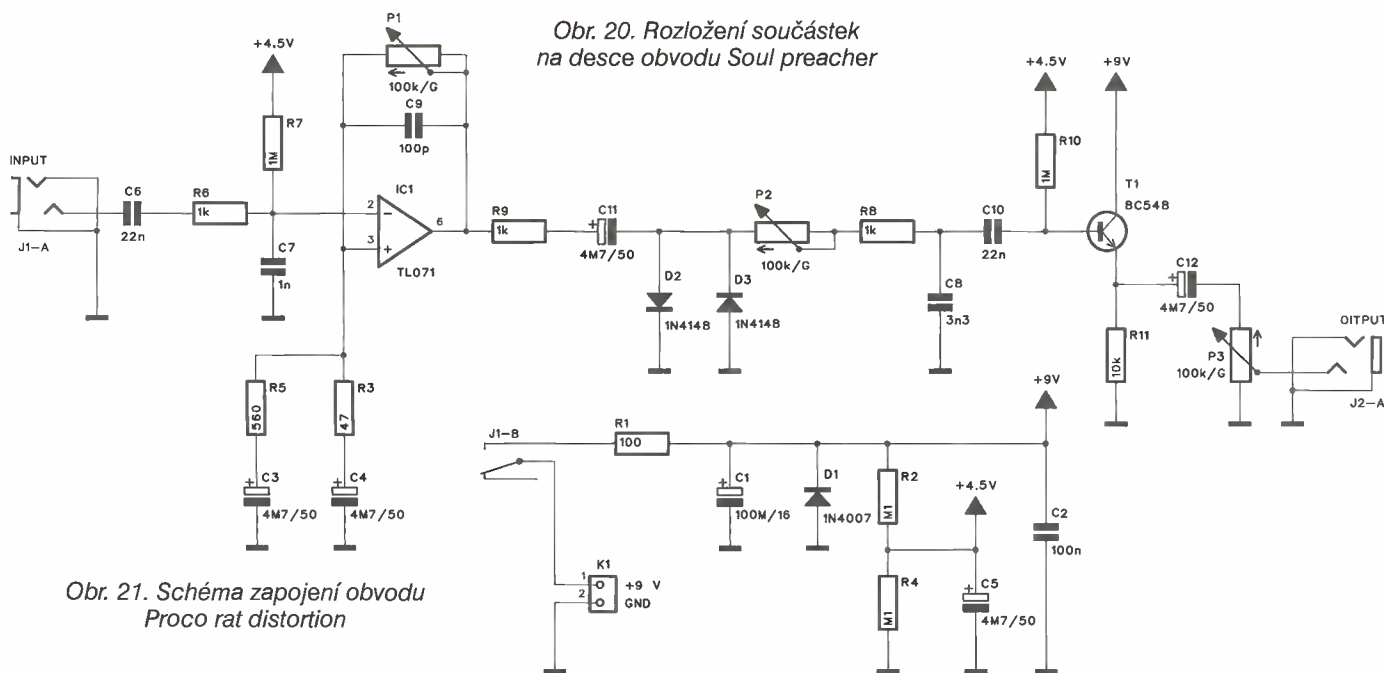 Obr. 20. Rozložení součástek
na desce obvodu Soul preacher
P1
100k/G
C9
100p
+4.5V
R7
1M
INPUT
J1-A
C6
22n
R6
1k
C7
1n
IC1
2
3
6
TL071
R9
1k
C11
+
4M7/50
D2
1N4148
D3
1N4148
P2
100k/G
R8
1k
C8
3n3
C10
22n
+4.5V
R10
1M
+9V
T1
BC548
C12
+
4M7/50
R11
10k
P3
100k/G
OITPUT
J2-A
R5
560
R3
47
C3
+
4M7/50
C4
+
4M7/50
J1-B
R1
100
C1
+
100M/16
D1
1N4007
R2
M1
R4
M1
+4.5V
C5
+
4M7/50
+9V
C2
100n
K1
1
+9 V
2
GND
Obr. 21. Schéma zapojení obvodu
Proco rat distortion